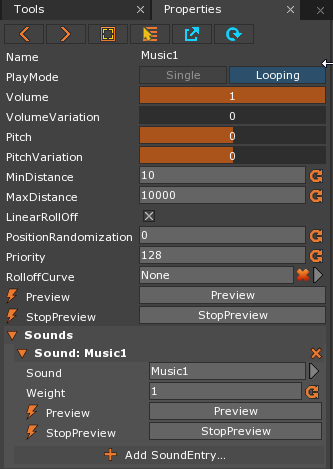 Tools Properties
Name Music1
PlayMode Single Looping
Volume 1
VolumeVariation 0
Pitch 0
PitchVariation 0
MinDistance 10
MaxDistance 10000
LinearRollOff
PositionRandomization 0
Priority 128
RolloffCurve None
Preview Preview
StopPreview StopPreview
Sounds
Sound: Music1
Sound Music1
Weight 1
Preview Preview
StopPreview StopPreview
Add SoundEntry...